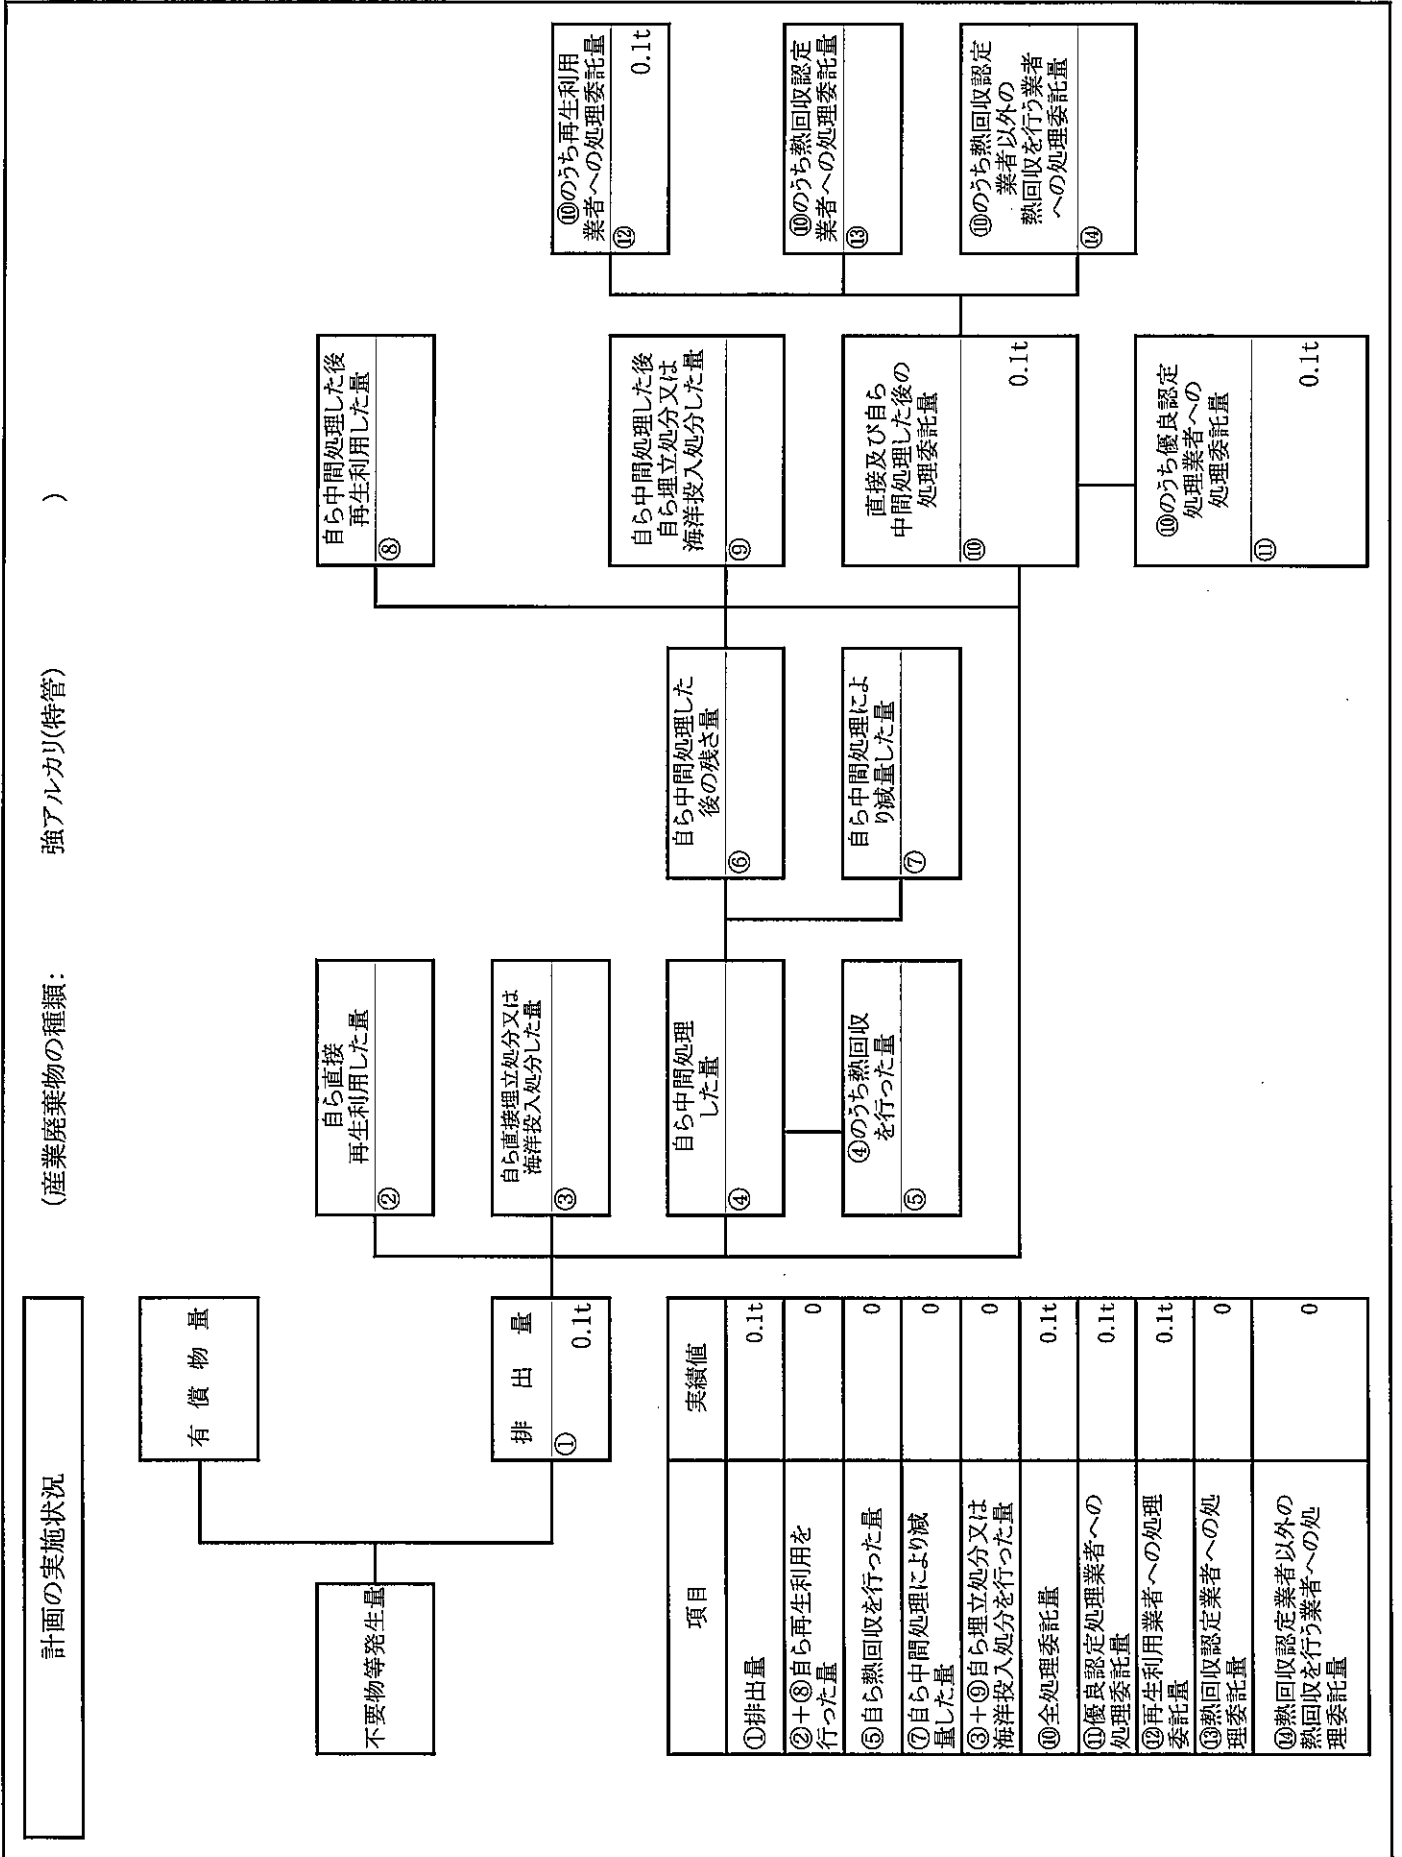 計画の実施状況
(産業廃棄物の種類： 強アルカリ(特管) )
不要物等発生量
有償物量
排出量
① 0.1t
自ら直接
再生利用した量
②
自ら直接埋立処分又は
海洋投入処分した量
③
自ら中間処理
した量
④
④のうち熱回収
を行った量
⑤
自ら中間処理した
後の残さ量
⑥
自ら中間処理によ
り減量した量
⑦
自ら中間処理した後
再生利用した量
⑧
自ら中間処理した後
自ら埋立処分又は
海洋投入処分した量
⑨
直接及び自ら
中間処理した後の
処理委託量
⑩ 0.1t
⑩のうち優良認定
処理業者への
処理委託量
⑪ 0.1t
⑩のうち再生利用
業者への処理委託量
⑫ 0.1t
⑩のうち熱回収認定
業者への処理委託量
⑬
⑩のうち熱回収認定
業者以外の
熱回収を行う業者
への処理委託量
⑭
項目 実績値
①排出量 0.1t
②＋⑧自ら再生利用を
行った量 0
⑤自ら熱回収を行った量 0
⑦自ら中間処理により減
量した量 0
③＋⑨自ら埋立処分又は
海洋投入処分を行った量 0
⑩全処理委託量 0.1t
⑪優良認定処理業者への
処理委託量 0.1t
⑫再生利用業者への処理
委託量 0.1t
⑬熱回収認定業者への処
理委託量 0
⑭熱回収認定業者以外の
熱回収を行う業者への処
理委託量 0